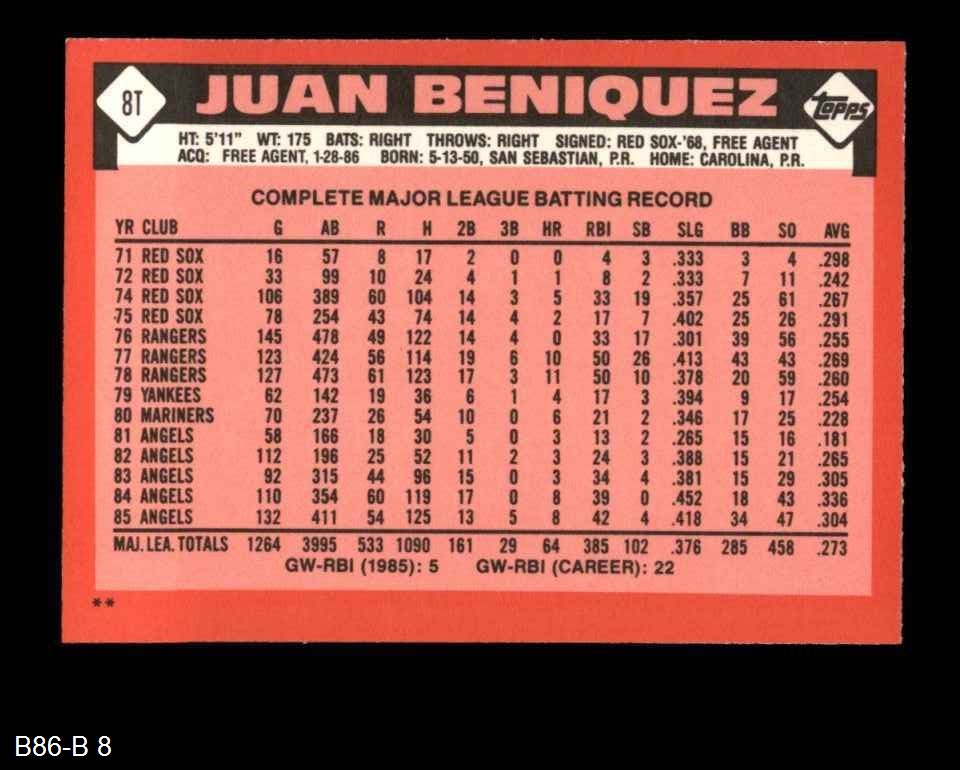 8T
JUAN BENIQUEZ
Topps
HT: 5'11" WT: 175 BATS: RIGHT THROWS: RIGHT SIGNED: RED SOX-'68, FREE AGENT
ACQ: FREE AGENT, 1-28-86 BORN: 5-13-50, SAN SEBASTIAN, P.R. HOME: CAROLINA, P.R.
COMPLETE MAJOR LEAGUE BATTING RECORD
YR CLUB G AB R H 2B 3B HR RBI SB SLG BB SO AVG
71 RED SOX 16 57 8 17 2 0 0 4 3 .333 3 4 .298
72 RED SOX 33 99 10 24 4 1 1 8 2 .333 7 11 .242
74 RED SOX 106 389 60 104 14 3 5 33 19 .357 25 61 .267
75 RED SOX 78 254 43 74 14 4 2 17 7 .402 25 26 .291
76 RANGERS 145 478 49 122 14 4 0 33 17 .301 39 56 .255
77 RANGERS 123 424 56 114 19 6 10 50 26 .413 43 43 .269
78 RANGERS 127 473 61 123 17 3 11 50 10 .378 20 59 .260
79 YANKEES 62 142 19 36 6 1 4 17 3 .394 9 17 .254
80 MARINERS 70 237 26 54 10 0 6 21 2 .346 17 25 .228
81 ANGELS 58 166 18 30 5 0 3 13 2 .265 15 16 .181
82 ANGELS 112 196 25 52 11 2 3 24 3 .388 15 21 .265
83 ANGELS 92 315 44 96 15 0 3 34 4 .381 15 29 .305
84 ANGELS 110 354 60 119 17 0 8 39 0 .452 18 43 .336
85 ANGELS 132 411 54 125 13 5 8 42 4 .418 34 47 .304
MAJ. LEA. TOTALS 1264 3995 533 1090 161 29 64 385 102 .376 285 458 .273
GW-RBI (1985): 5 GW-RBI (CAREER): 22
**
B86-B 8